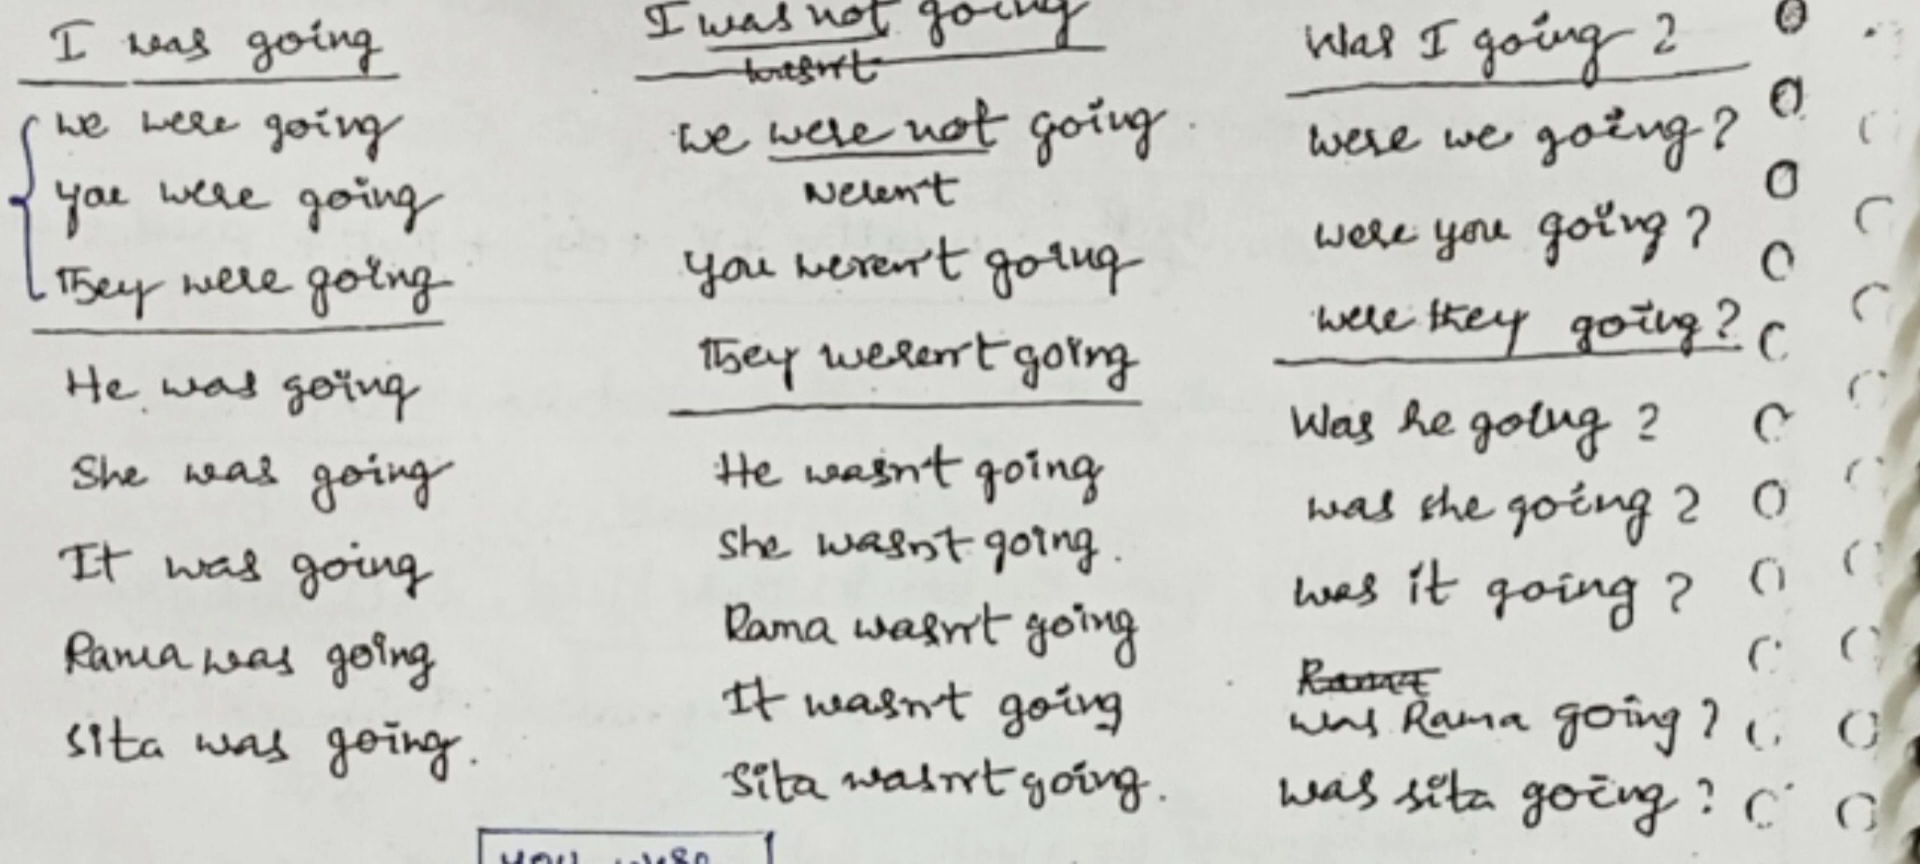 I was going
we were going
you were going
They were going
He was going
She was going
It was going
Rama was going
Sita was going.
I was not going
wasn't
we were not going
weren't
you weren't going
They weren't going
He wasn't going
She wasn't going.
Rama wasn't going
It wasn't going
Sita wasn't going.
Was I going?
were we going?
were you going?
were they going?
Was he going?
was she going?
was it going?
Rama
was Rama going?
was sita going?
you were